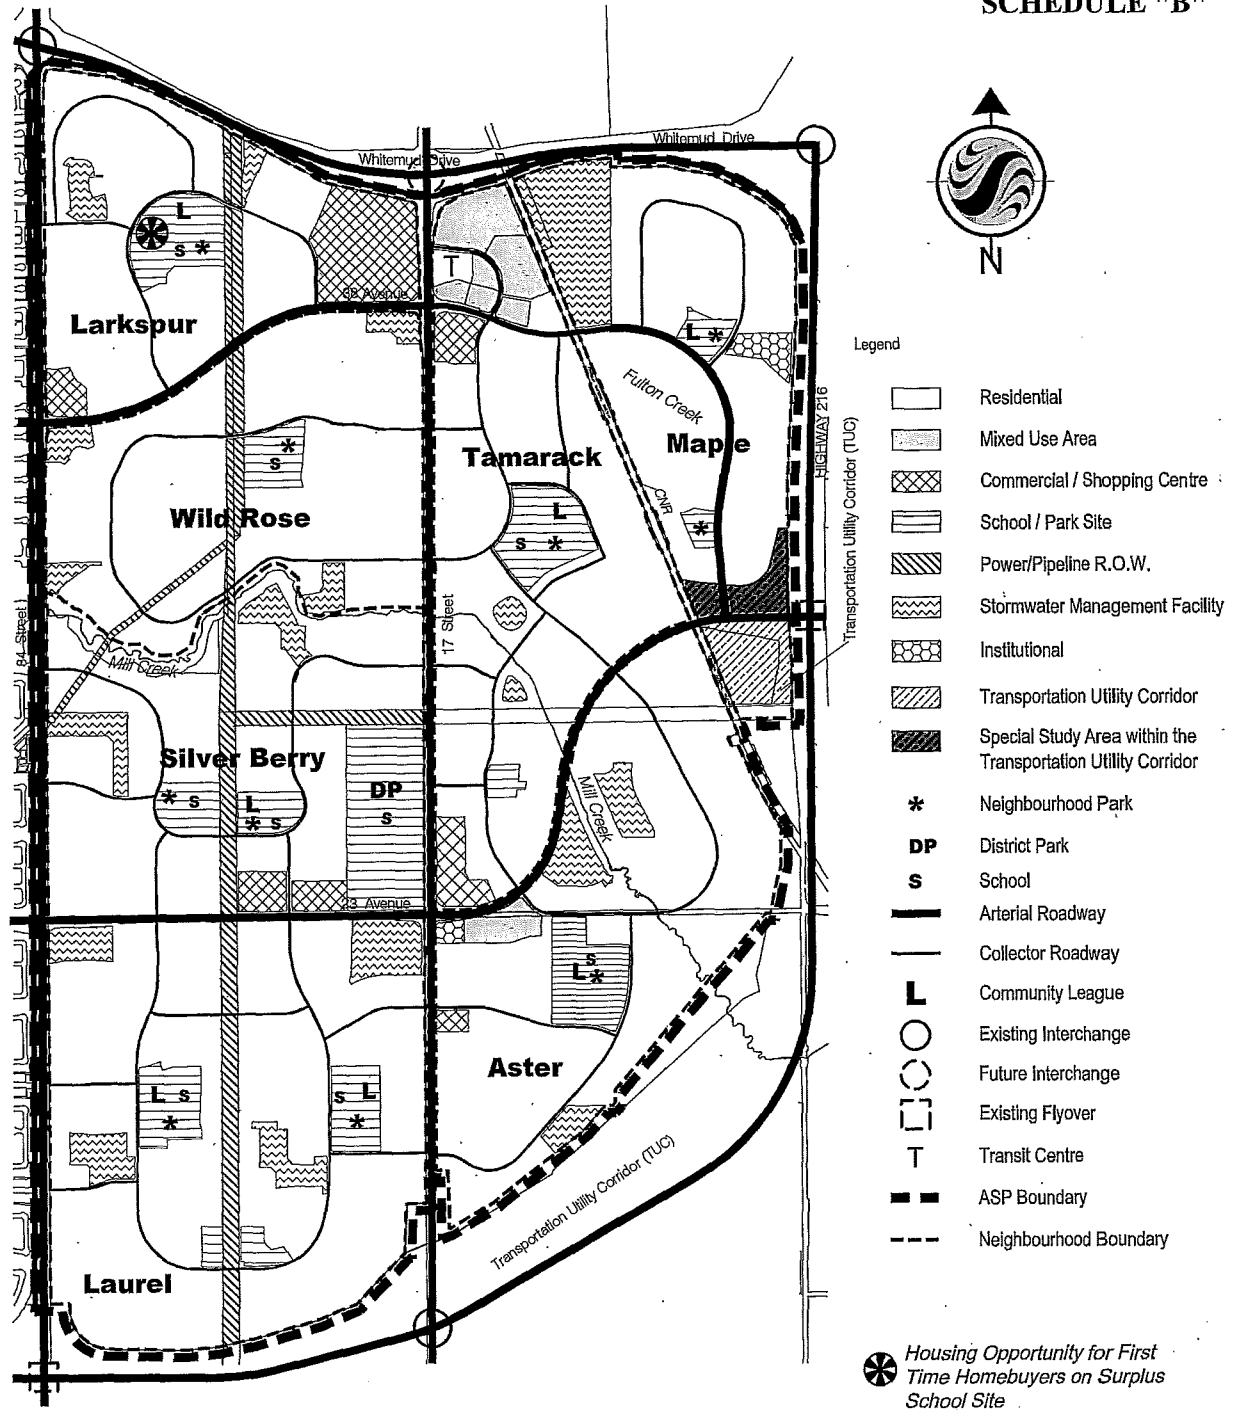 SCHEDULE "B"
Whitemud Drive
Whitemud Drive
L
S *
T
38 Avenue
Larkspur
L *
Fulton Creek
HIGHWAY 216
Transportation Utility Corridor (TUC)
Tamarack
Maple
*
S
CNR
L
S *
*
Wild Rose
84 Street
17 Street
Mill Creek
Silver Berry
* S
L
* S
DP
S
Mill Creek
23 Avenue
S
L *
Aster
L S
*
S L
*
Transportation Utility Corridor (TUC)
Laurel
N
Legend
Residential
Mixed Use Area
Commercial / Shopping Centre
School / Park Site
Power/Pipeline R.O.W.
Stormwater Management Facility
Institutional
Transportation Utility Corridor
Special Study Area within the
Transportation Utility Corridor
* Neighbourhood Park
DP District Park
S School
Arterial Roadway
Collector Roadway
L Community League
Existing Interchange
Future Interchange
Existing Flyover
T Transit Centre
ASP Boundary
Neighbourhood Boundary
Housing Opportunity for First
Time Homebuyers on Surplus
School Site